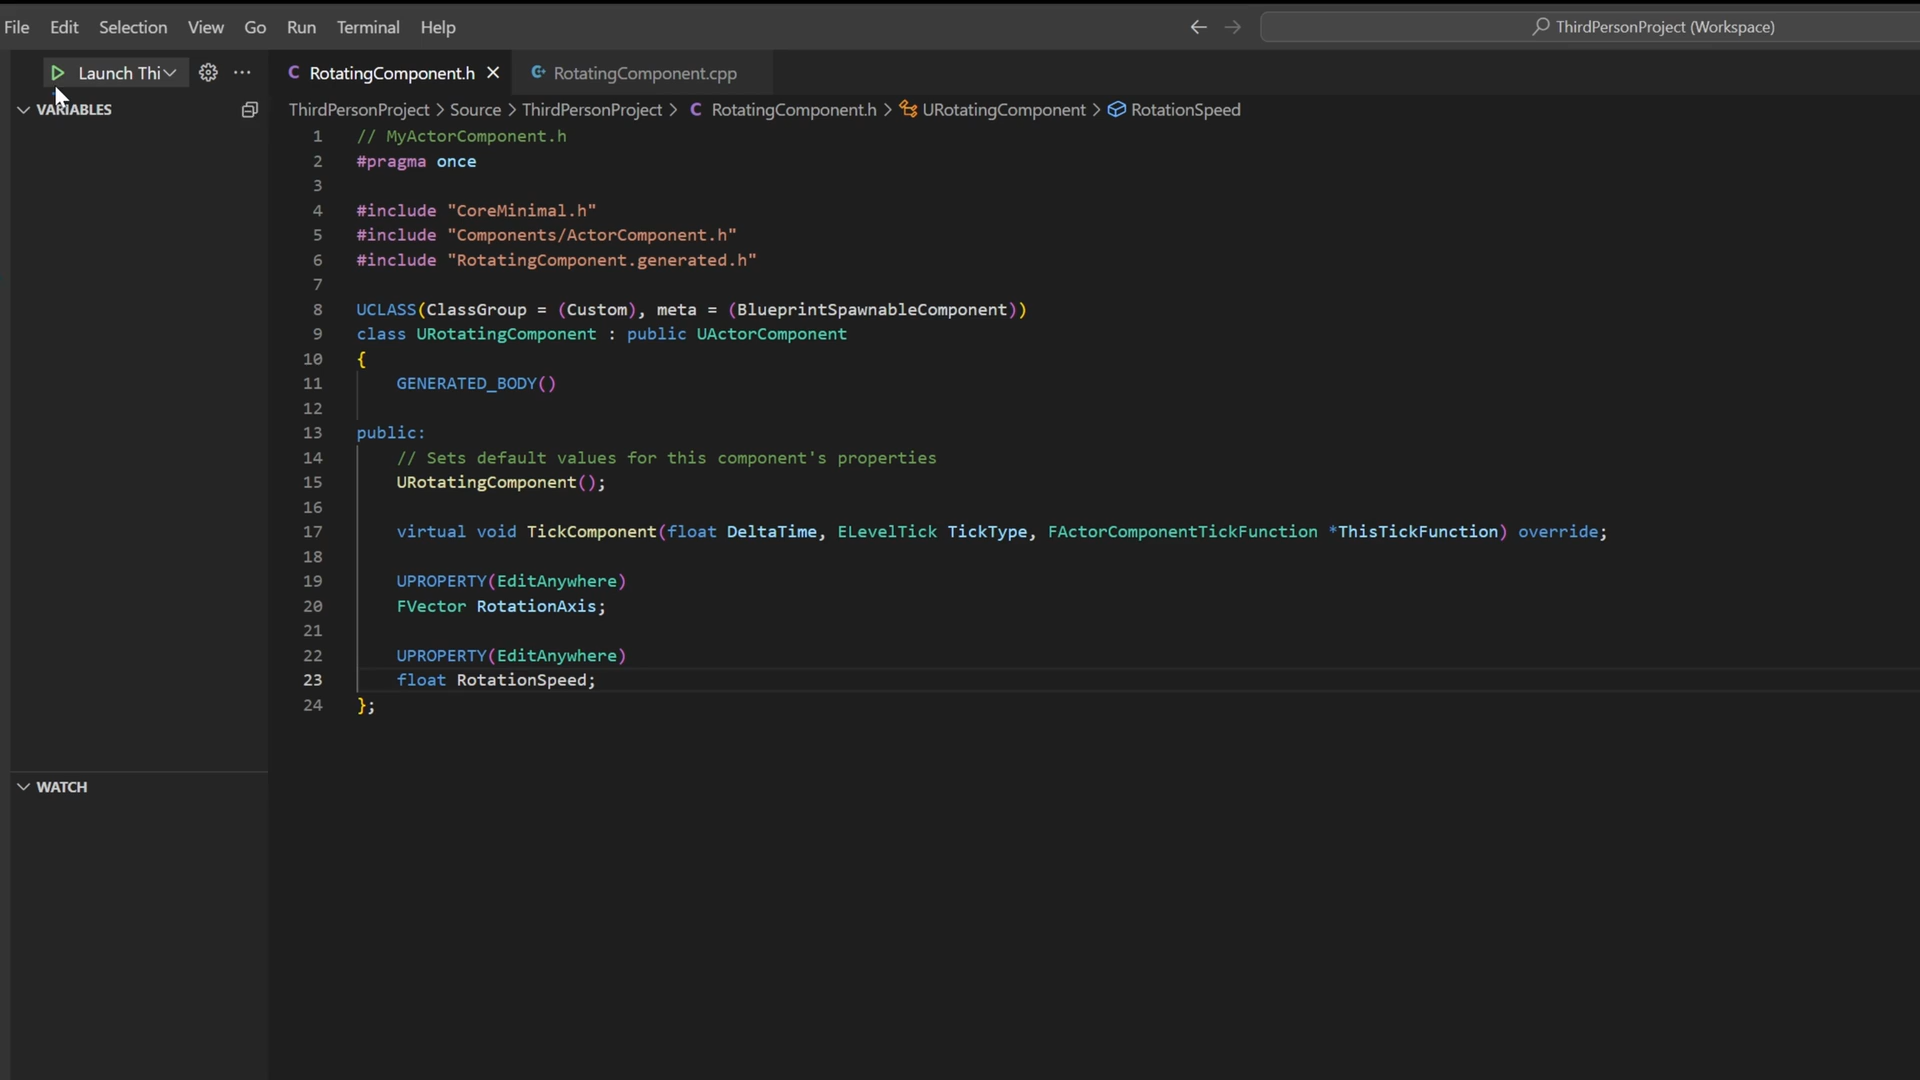 File Edit Selection View Go Run Terminal Help ThirdPersonProject (Workspace)
Launch Thi RotatingComponent.h RotatingComponent.cpp
VARIABLES
ThirdPersonProject > Source > ThirdPersonProject > C RotatingComponent.h > URotatingComponent > RotationSpeed
1 // MyActorComponent.h
2 #pragma once
3
4 #include "CoreMinimal.h"
5 #include "Components/ActorComponent.h"
6 #include "RotatingComponent.generated.h"
7
8 UCLASS(ClassGroup = (Custom), meta = (BlueprintSpawnableComponent))
9 class URotatingComponent : public UActorComponent
10 {
11 GENERATED_BODY()
12
13 public:
14 // Sets default values for this component's properties
15 URotatingComponent();
16
17 virtual void TickComponent(float DeltaTime, ELevelTick TickType, FActorComponentTickFunction *ThisTickFunction) override;
18
19 UPROPERTY(EditAnywhere)
20 FVector RotationAxis;
21
22 UPROPERTY(EditAnywhere)
23 float RotationSpeed;
24 };
WATCH